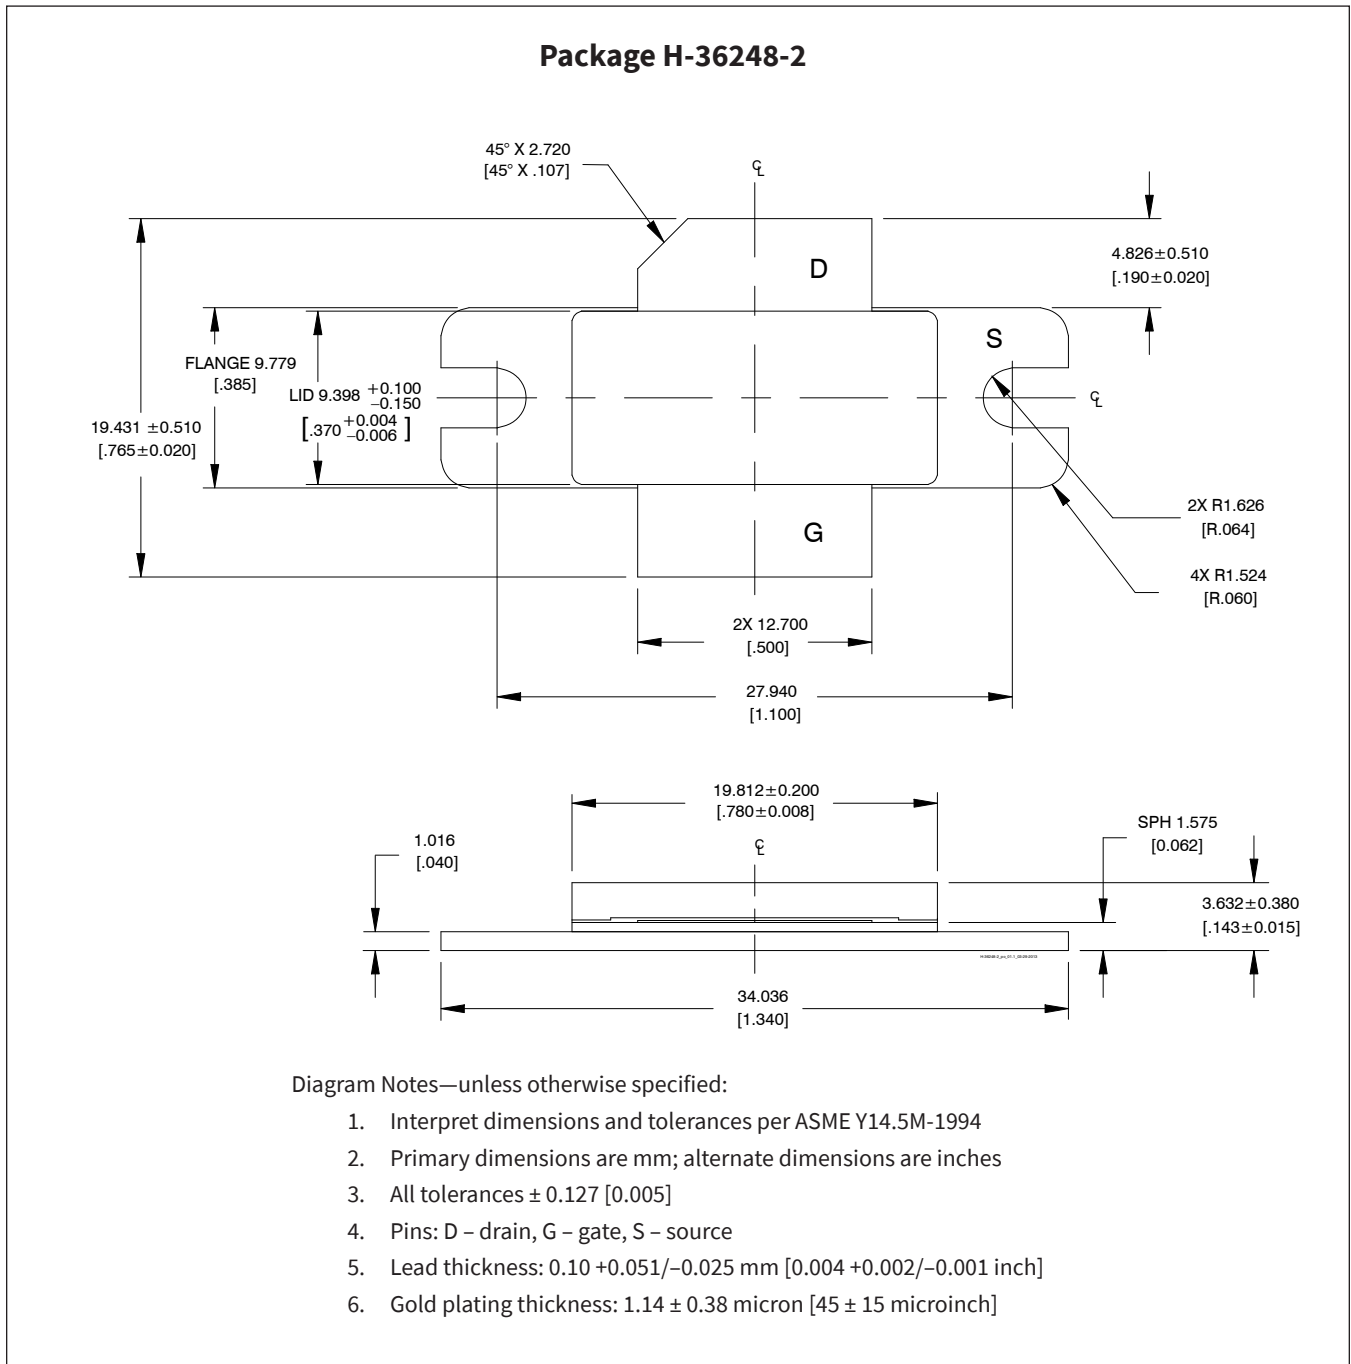 Package H-36248-2
45° X 2.720
[45° X .107]
℄
4.826±0.510
[.190±0.020]
D
S
FLANGE 9.779
[.385]
LID 9.398 +0.100
–0.150
[.370 +0.004
–0.006 ]
℄
19.431 ±0.510
[.765±0.020]
2X R1.626
[R.064]
G
4X R1.524
[R.060]
2X 12.700
[.500]
27.940
[1.100]
19.812±0.200
[.780±0.008]
SPH 1.575
[0.062]
1.016
[.040]
℄
3.632±0.380
[.143±0.015]
34.036
[1.340]
Diagram Notes—unless otherwise specified:
1. Interpret dimensions and tolerances per ASME Y14.5M-1994
2. Primary dimensions are mm; alternate dimensions are inches
3. All tolerances ± 0.127 [0.005]
4. Pins: D – drain, G – gate, S – source
5. Lead thickness: 0.10 +0.051/–0.025 mm [0.004 +0.002/–0.001 inch]
6. Gold plating thickness: 1.14 ± 0.38 micron [45 ± 15 microinch]